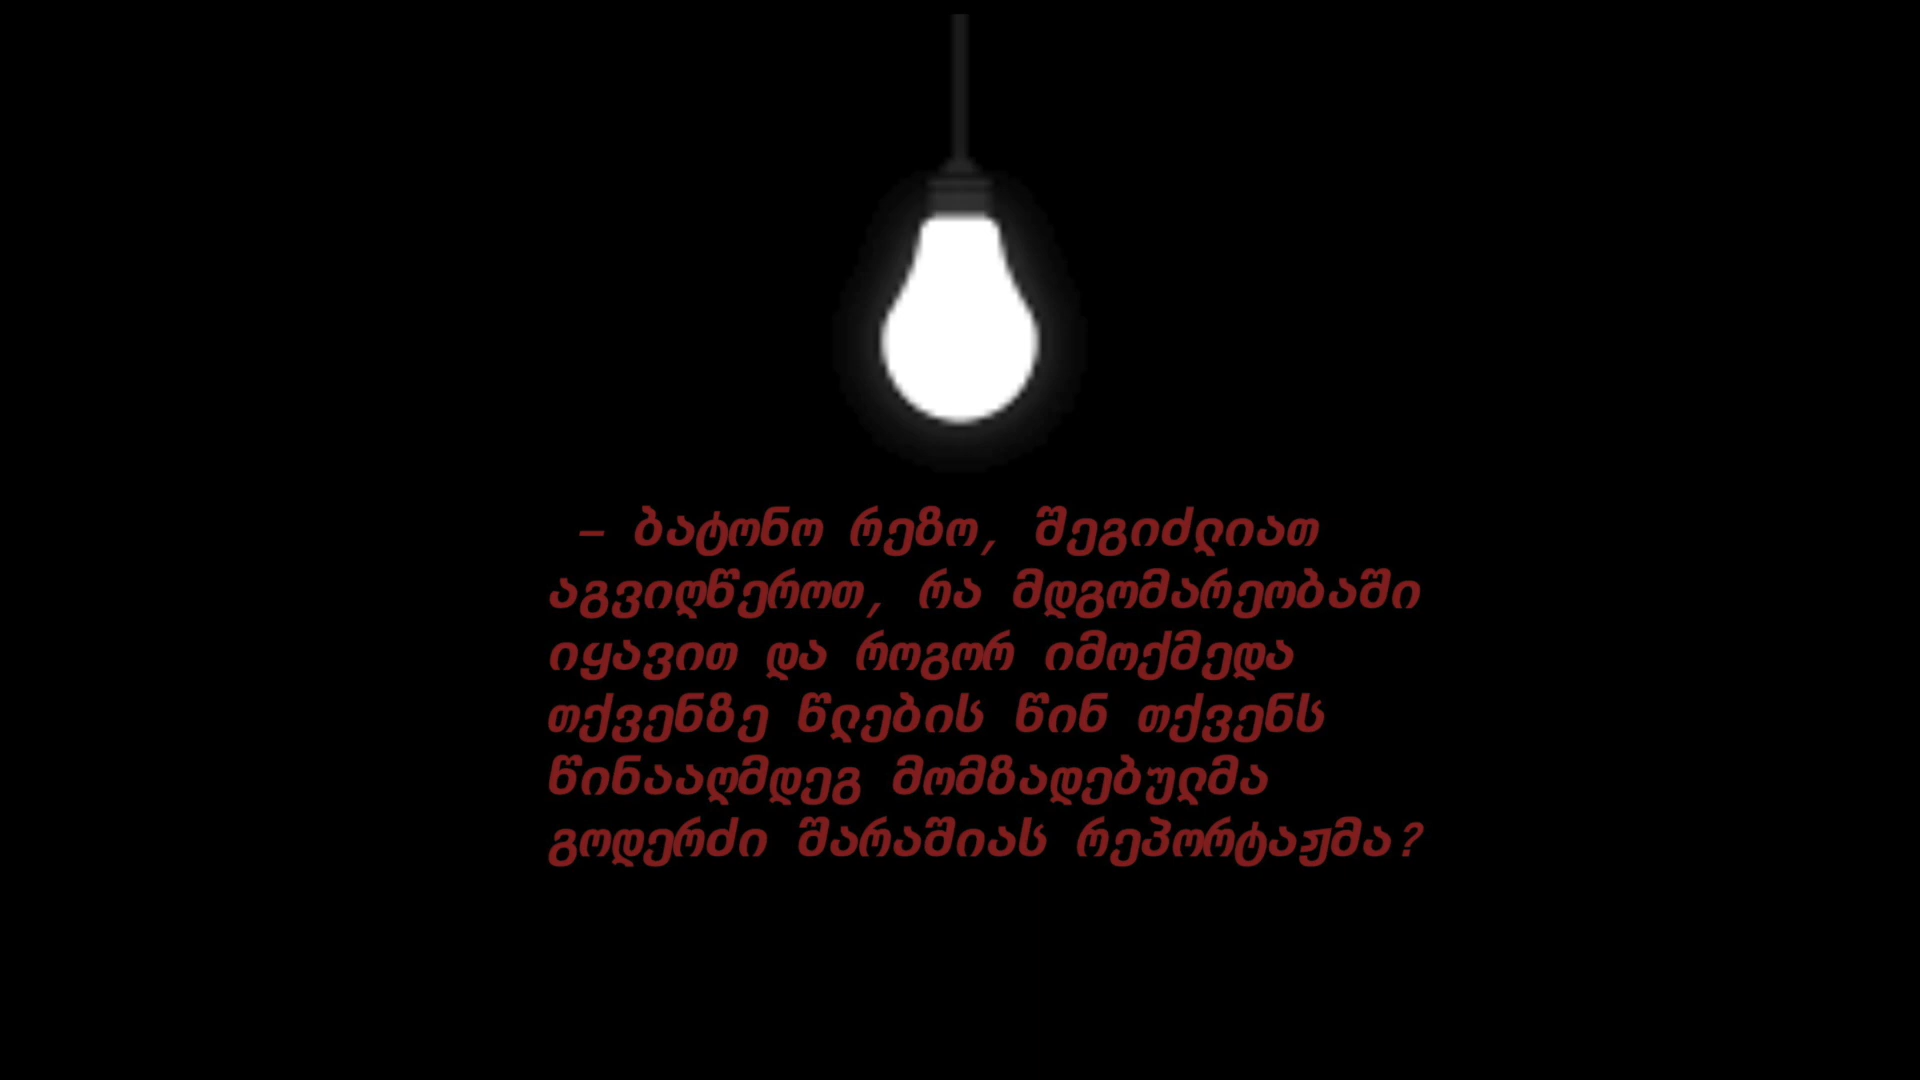 – ბატონო რეზო, შეგიძლიათ
აგვიღწეროთ, რა მდგომარეობაში
იყავით და როგორ იმოქმედა
თქვენზე წლების წინ თქვენს
წინააღმდეგ მომზადებულმა
გოდერძი შარაშიას რეპორტაჟმა?